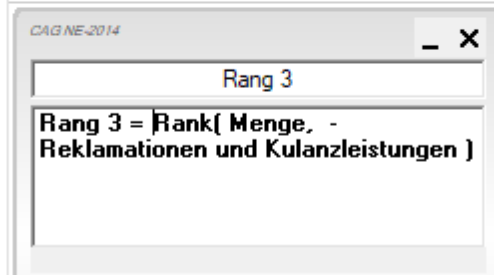 CAG NE-2014
Rang 3
Rang 3 = Rank( Menge,  -
Reklamationen und Kulanzleistungen )